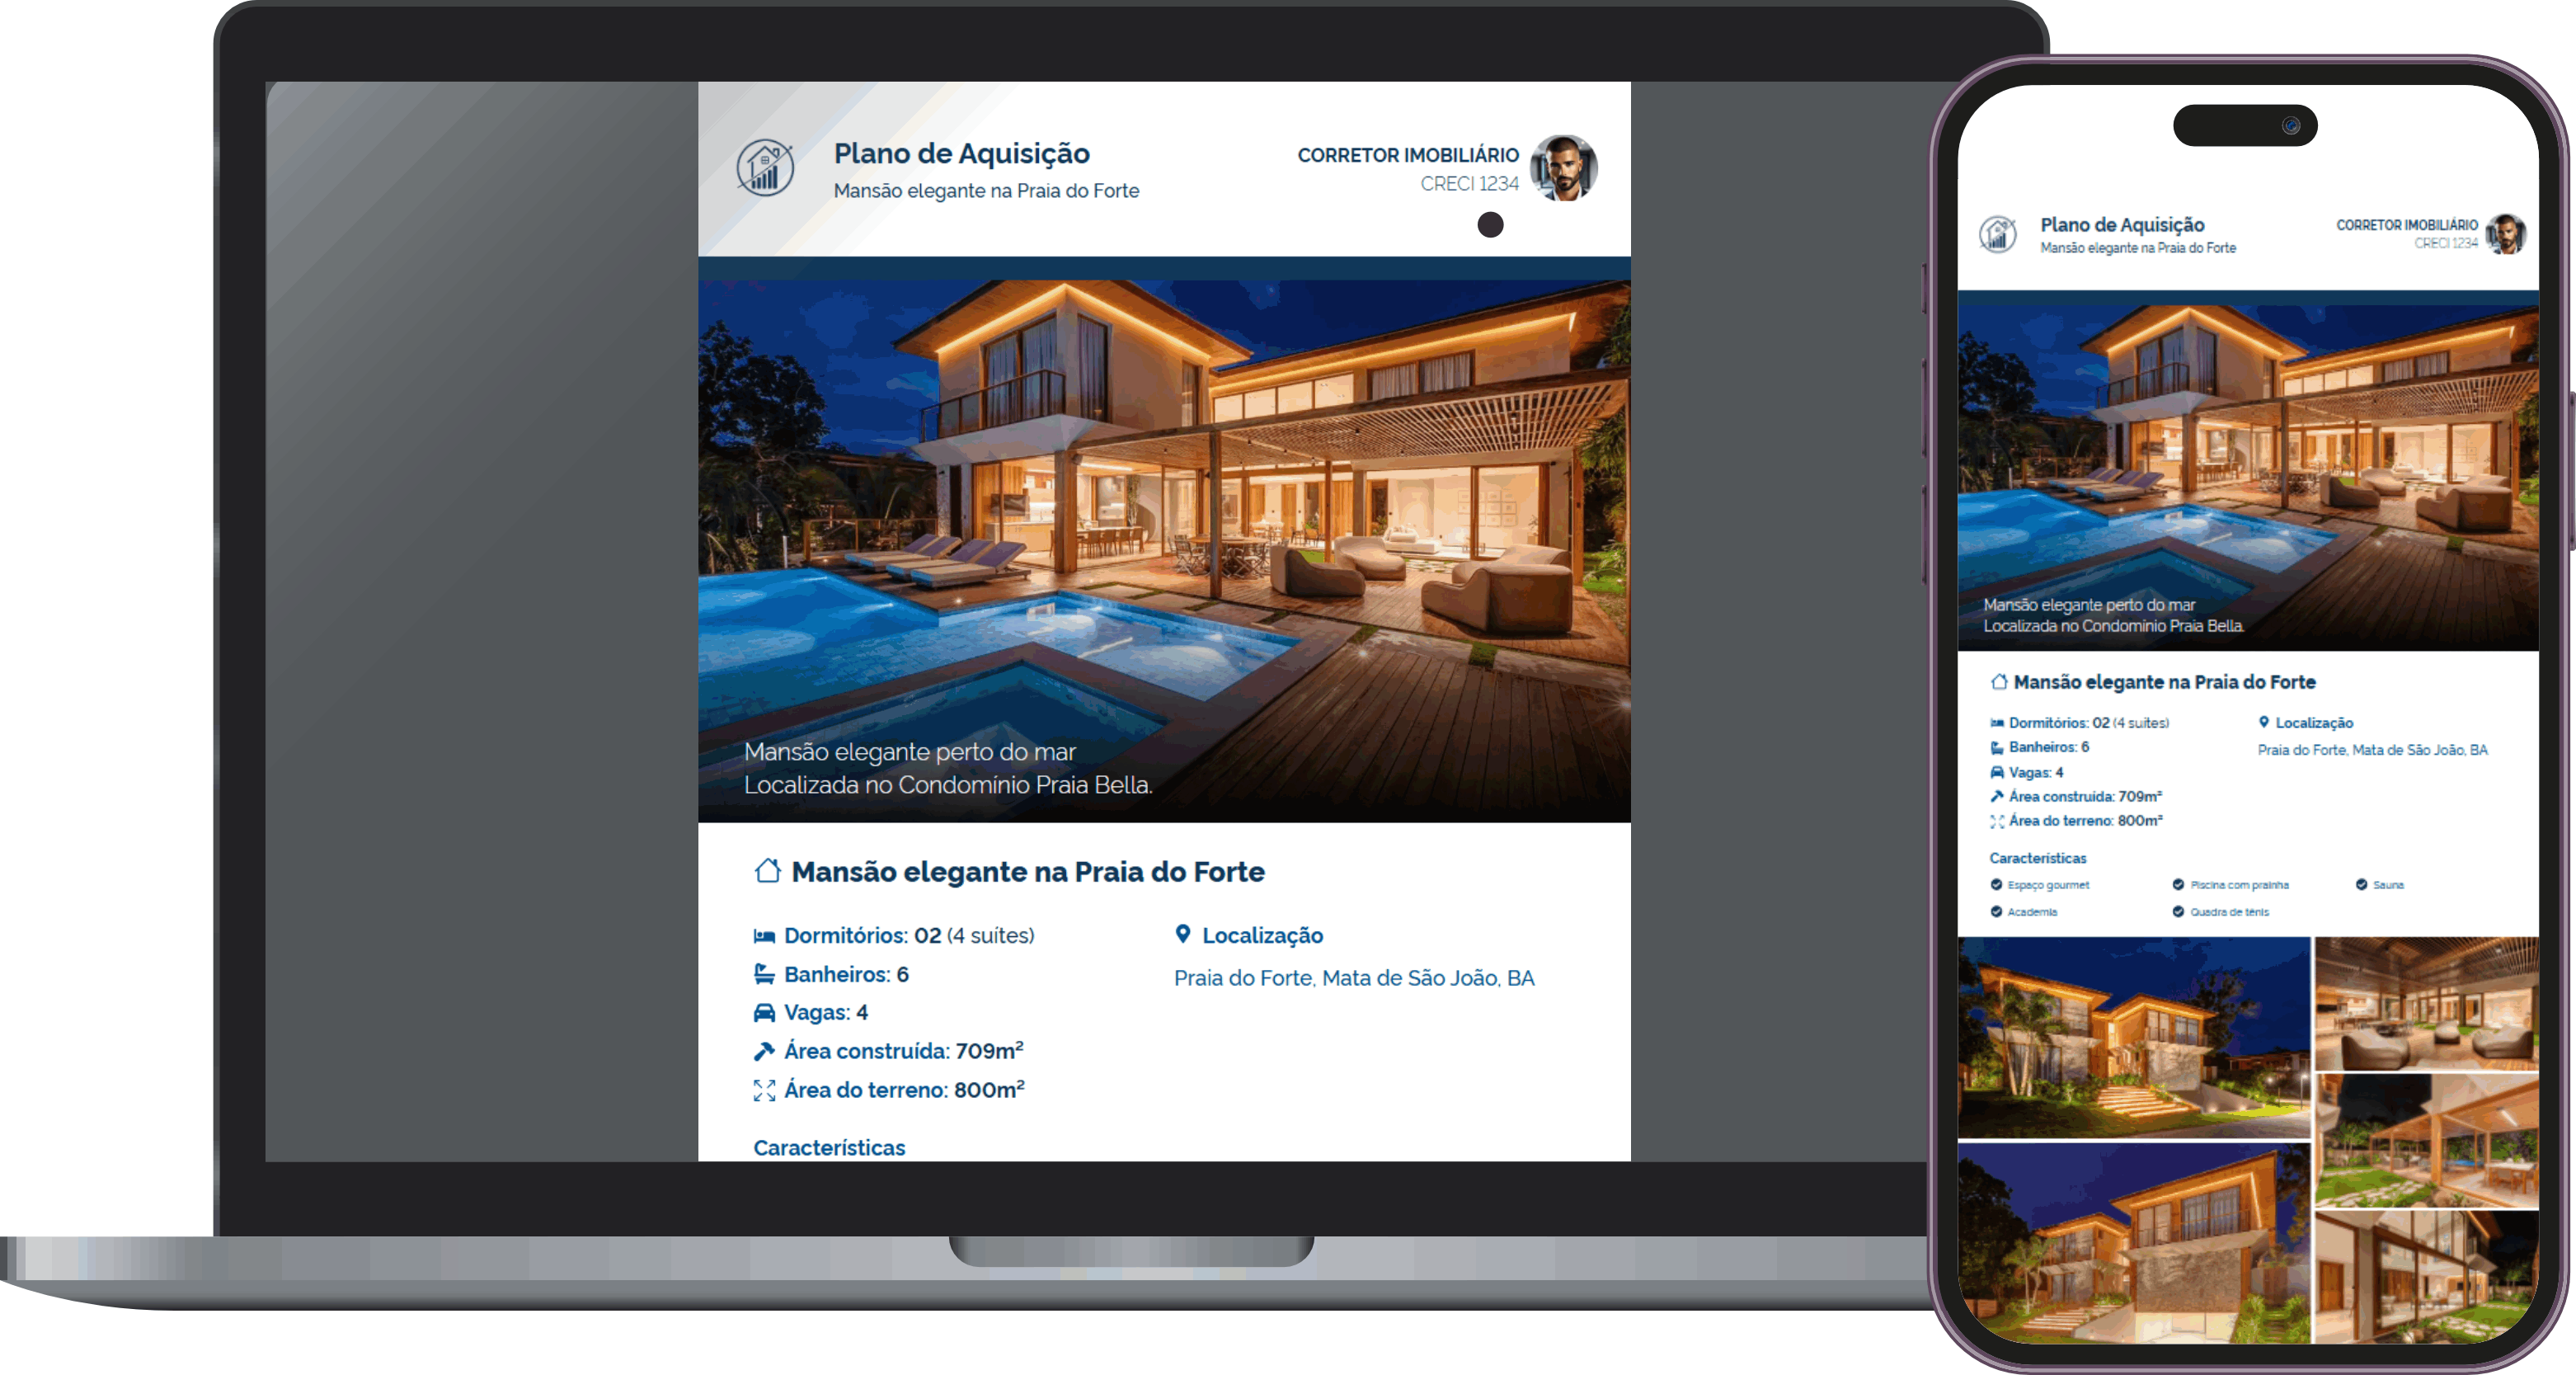 Plano de Aquisição
Mansão elegante na Praia do Forte
CORRETOR IMOBILIÁRIO
CRECI 1234
Mansão elegante perto do mar
Localizada no Condomínio Praia Bella.
Mansão elegante na Praia do Forte
Dormitórios: 02 (4 suítes)
Banheiros: 6
Vagas: 4
Área construída: 709m²
Área do terreno: 800m²
Localização
Praia do Forte, Mata de São João, BA
Características
Plano de Aquisição
Mansão elegante na Praia do Forte
CORRETOR IMOBILIÁRIO
CRECI 1234
Mansão elegante perto do mar
Localizada no Condomínio Praia Bella.
Mansão elegante na Praia do Forte
Dormitórios: 02 (4 suítes)
Banheiros: 6
Vagas: 4
Área construída: 709m²
Área do terreno: 800m²
Localização
Praia do Forte, Mata de São João, BA
Características
Espaço gourmet
Piscina com prainha
Sauna
Academia
Quadra de tênis